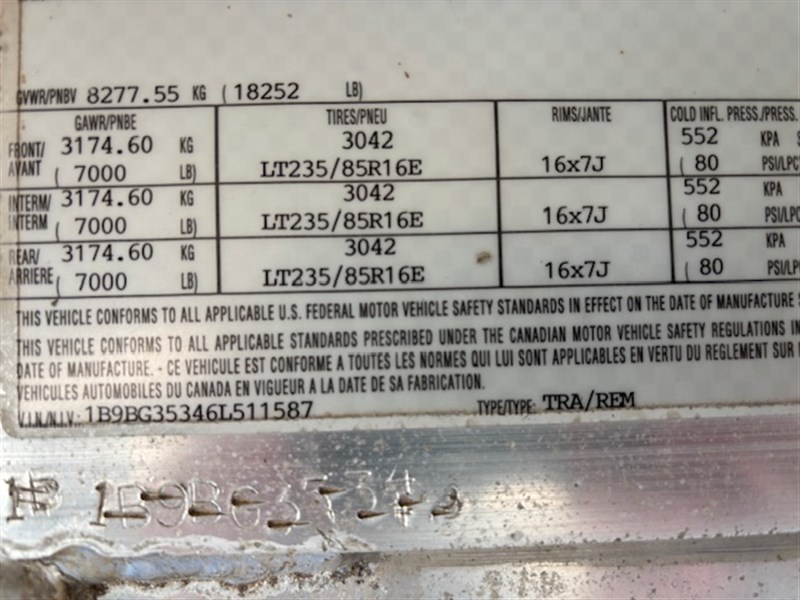 GVWR/PNBV 8277.55 KG (18252 LB)
GAWR/PNBE TIRES/PNEU RIMS/JANTE COLD INFL. PRESS./PRESS.
FRONT/ 3174.60 KG 3042 552 KPA
AVANT ( 7000 LB) LT235/85R16E 16x7J ( 80 PSI/LPC
INTERM/ 3174.60 KG 3042 552 KPA
INTERM ( 7000 LB) LT235/85R16E 16x7J ( 80 PSI/LPC
REAR/ 3174.60 KG 3042 552 KPA
ARRIERE ( 7000 LB) LT235/85R16E 16x7J ( 80 PSI/LPC
THIS VEHICLE CONFORMS TO ALL APPLICABLE U.S. FEDERAL MOTOR VEHICLE SAFETY STANDARDS IN EFFECT ON THE DATE OF MANUFACTURE
THIS VEHICLE CONFORMS TO ALL APPLICABLE STANDARDS PRESCRIBED UNDER THE CANADIAN MOTOR VEHICLE SAFETY REGULATIONS IN
DATE OF MANUFACTURE. - CE VEHICULE EST CONFORME A TOUTES LES NORMES QUI LUI SONT APPLICABLES EN VERTU DU REGLEMENT SUR
VEHICULES AUTOMOBILES DU CANADA EN VIGUEUR A LA DATE DE SA FABRICATION.
V.I.N./N.I.V.: 1B9BG35346L511587 TYPE/TYPE: TRA/REM
1B9BG3